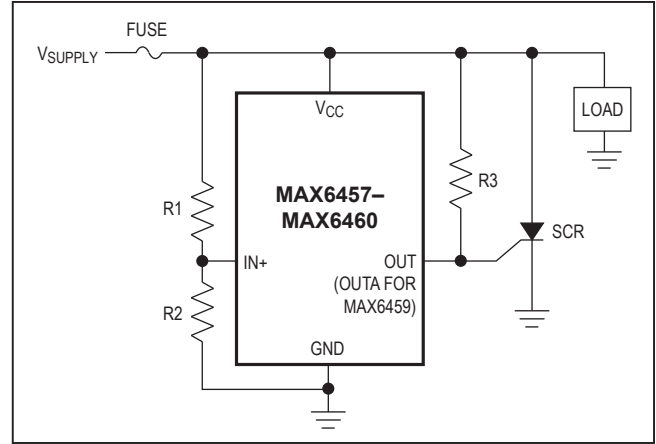 FUSE
VSUPPLY
VCC
LOAD
MAX6457–
MAX6460
R3
R1
SCR
IN+
OUT
(OUTA FOR
MAX6459)
R2
GND